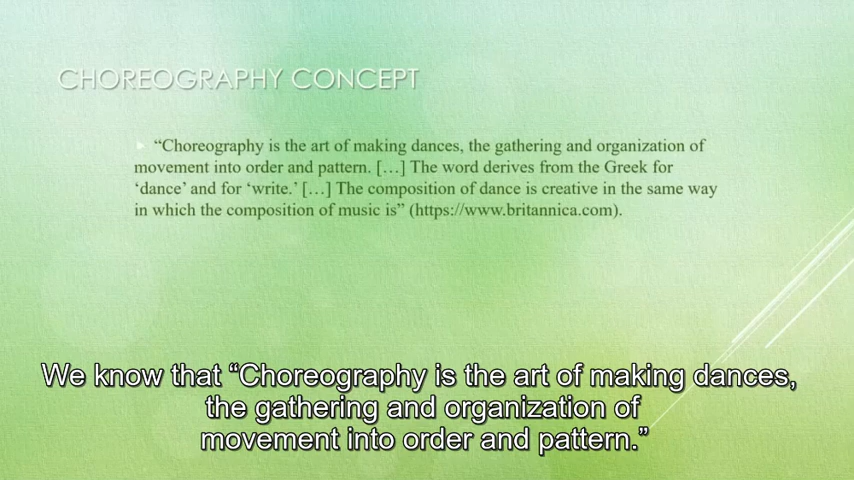 CHOREOGRAPHY CONCEPT
“Choreography is the art of making dances, the gathering and organization of
movement into order and pattern. […] The word derives from the Greek for
‘dance’ and for ‘write.’ […] The composition of dance is creative in the same way
in which the composition of music is” (https://www.britannica.com).
We know that “Choreography is the art of making dances,
the gathering and organization of
movement into order and pattern.”